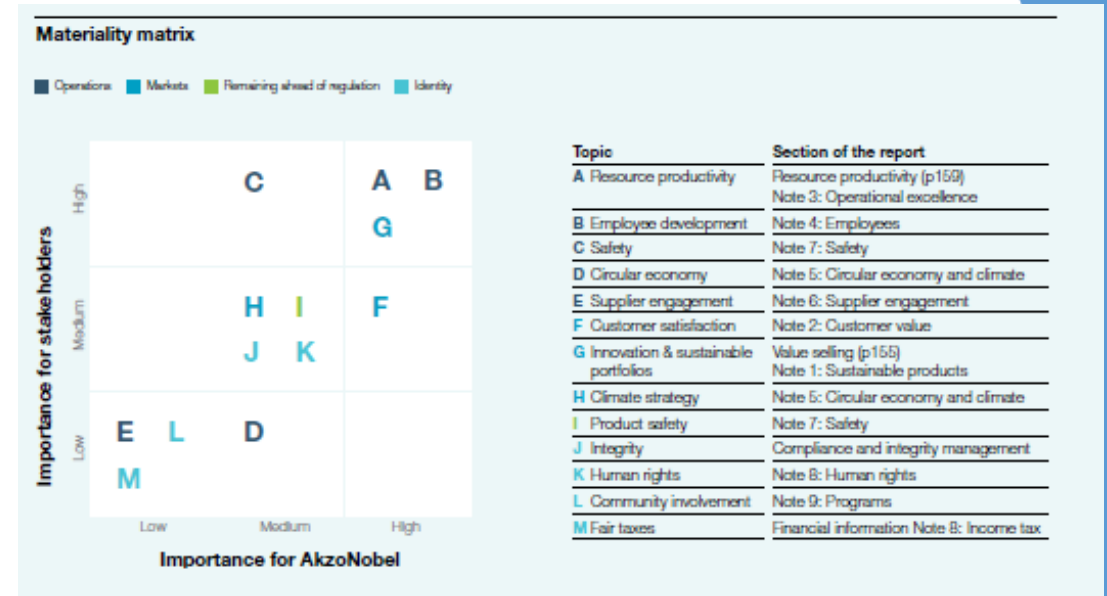 Materiality matrix
Operations Markets Remaining ahead of regulation Identity
Importance for stakeholders
High
Medium
Low
C A B
G
H I F
J K
E L D
M
Low Medium High
Importance for AkzoNobel
Topic Section of the report
A Resource productivity Resource productivity (p159)
Note 3: Operational excellence
B Employee development Note 4: Employees
C Safety Note 7: Safety
D Circular economy Note 5: Circular economy and climate
E Supplier engagement Note 6: Supplier engagement
F Customer satisfaction Note 2: Customer value
G Innovation & sustainable Value selling (p155)
portfolios Note 1: Sustainable products
H Climate strategy Note 5: Circular economy and climate
I Product safety Note 7: Safety
J Integrity Compliance and integrity management
K Human rights Note 8: Human rights
L Community involvement Note 9: Programs
M Fair taxes Financial information Note 8: Income tax